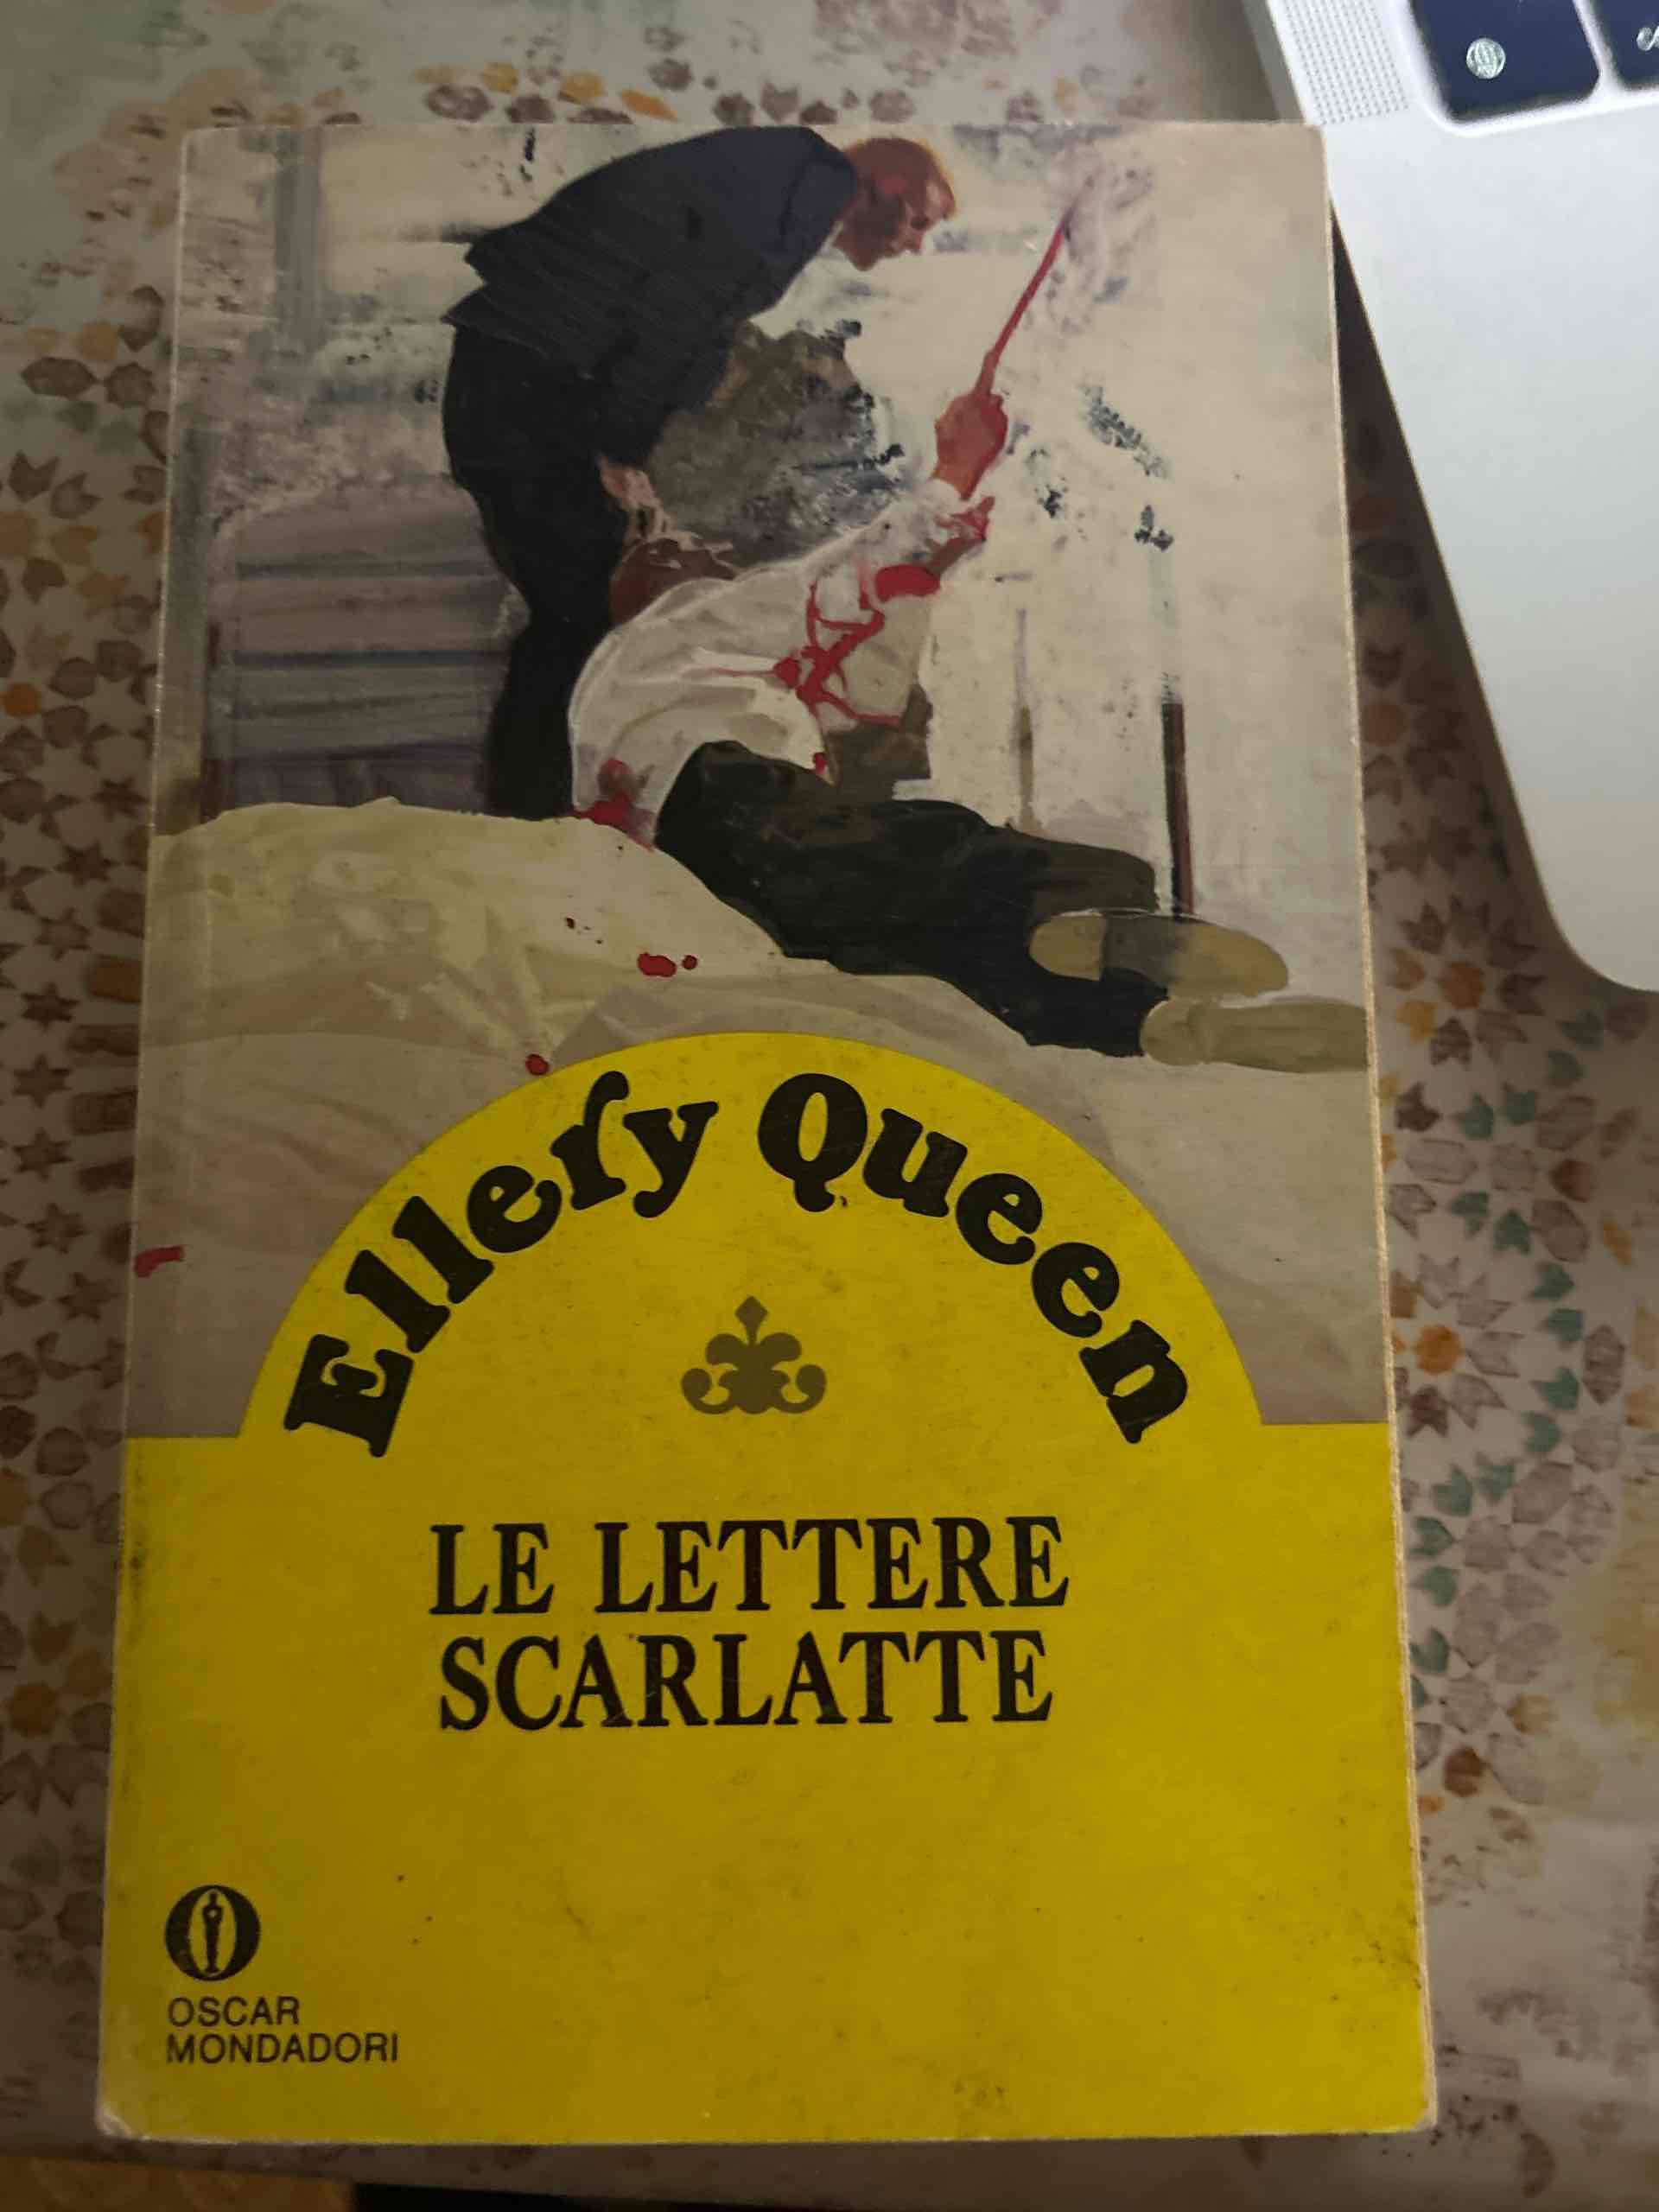 Ellery Queen
LE LETTERE
SCARLATTE
OSCAR
MONDADORI